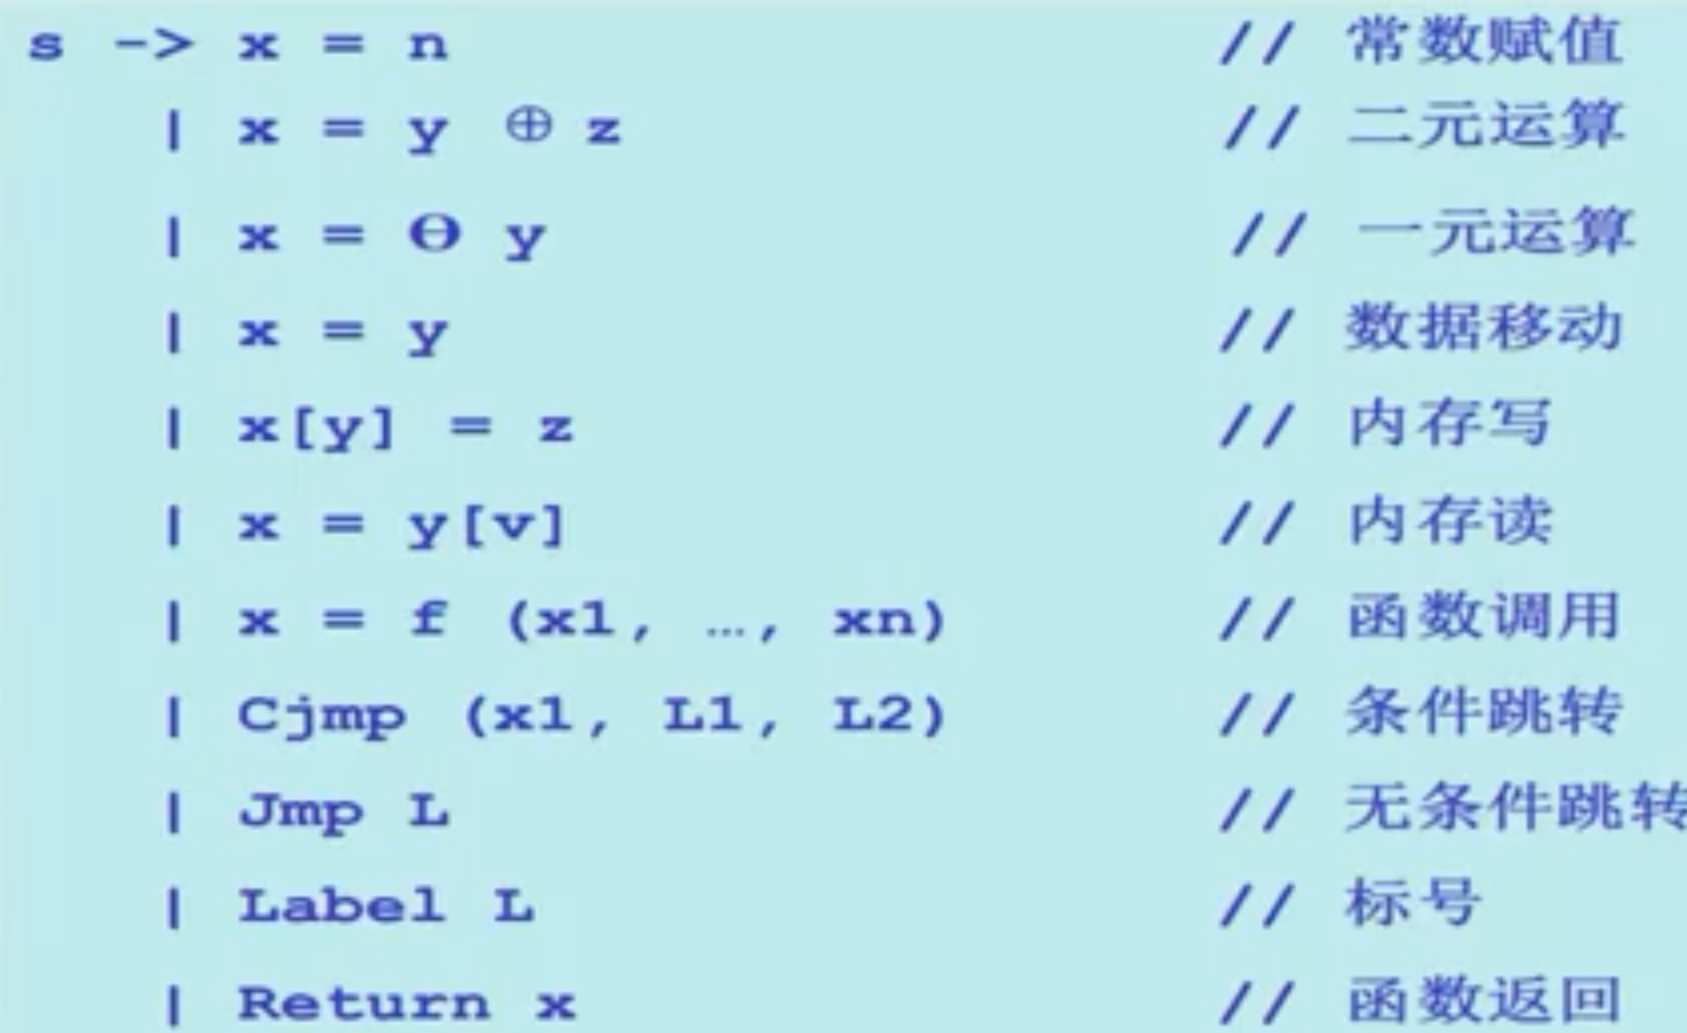 s -> x = n // 常数赋值
| x = y ⊕ z // 二元运算
| x = Θ y // 一元运算
| x = y // 数据移动
| x[y] = z // 内存写
| x = y[v] // 内存读
| x = f (x1, …, xn) // 函数调用
| Cjmp (x1, L1, L2) // 条件跳转
| Jmp L // 无条件跳转
| Label L // 标号
| Return x // 函数返回